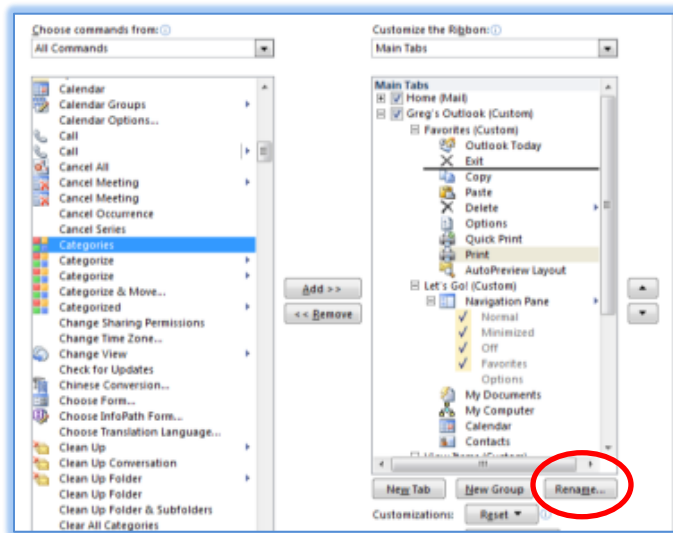 Choose commands from:
All Commands
Calendar
Calendar Groups
Calendar Options...
Call
Call
Cancel All
Cancel Meeting
Cancel Meeting
Cancel Occurrence
Cancel Series
Categories
Categorize
Categorize
Categorize & Move...
Categorized
Change Sharing Permissions
Change Time Zone...
Change View
Check for Updates
Chinese Conversion...
Choose Form...
Choose InfoPath Form...
Choose Translation Language...
Clean Up
Clean Up Conversation
Clean Up Folder
Clean Up Folder
Clean Up Folder & Subfolders
Clear All Categories
Add >>
<< Remove
Customize the Ribbon:
Main Tabs
Main Tabs
Home (Mail)
Greg's Outlook (Custom)
Favorites (Custom)
Outlook Today
Exit
Copy
Paste
Delete
Options
Quick Print
Print
AutoPreview Layout
Let's Go! (Custom)
Navigation Pane
Normal
Minimized
Off
Favorites
Options
My Documents
My Computer
Calendar
Contacts
New Tab
New Group
Rename...
Customizations:
Reset